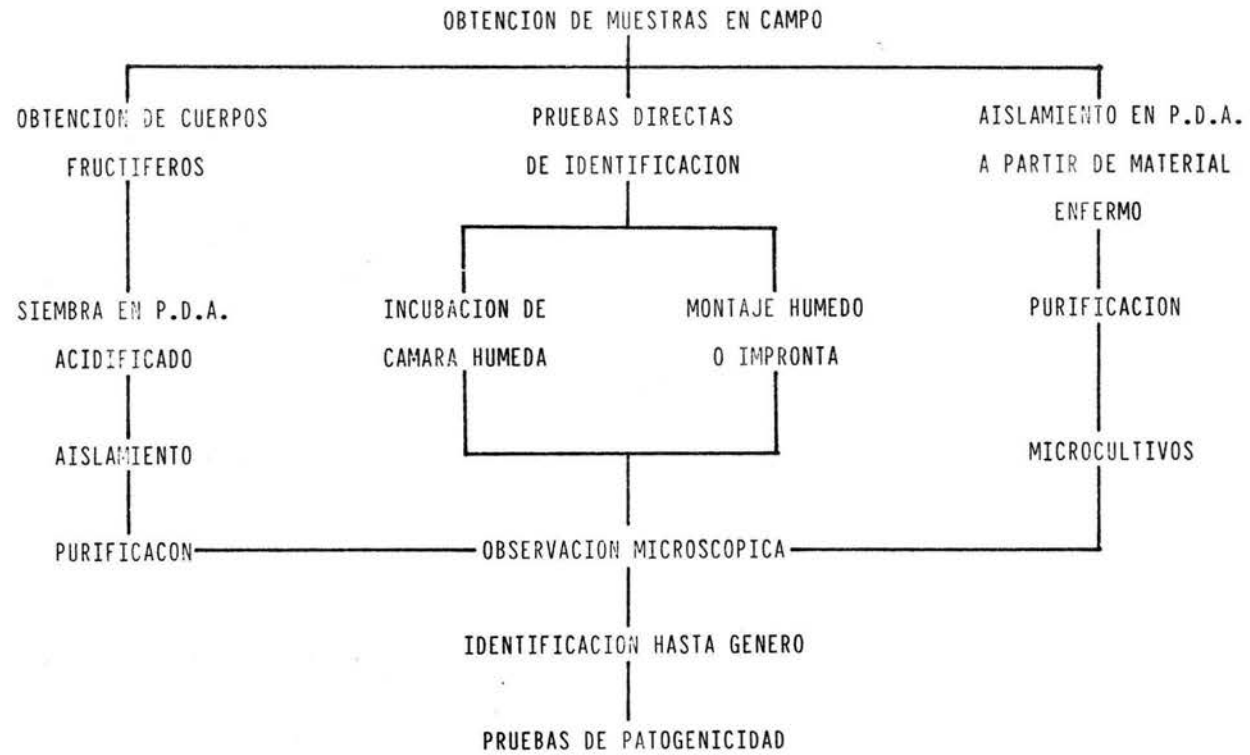 OBTENCION DE MUESTRAS EN CAMPO
OBTENCION DE CUERPOS
FRUCTIFEROS
PRUEBAS DIRECTAS
DE IDENTIFICACION
AISLAMIENTO EN P.D.A.
A PARTIR DE MATERIAL
ENFERMO
SIEMBRA EN P.D.A.
ACIDIFICADO
INCUBACION DE
CAMARA HUMEDA
MONTAJE HUMEDO
O IMPRONTA
PURIFICACION
AISLAMIENTO
MICROCULTIVOS
PURIFICACON
OBSERVACION MICROSCOPICA
IDENTIFICACION HASTA GENERO
PRUEBAS DE PATOGENICIDAD